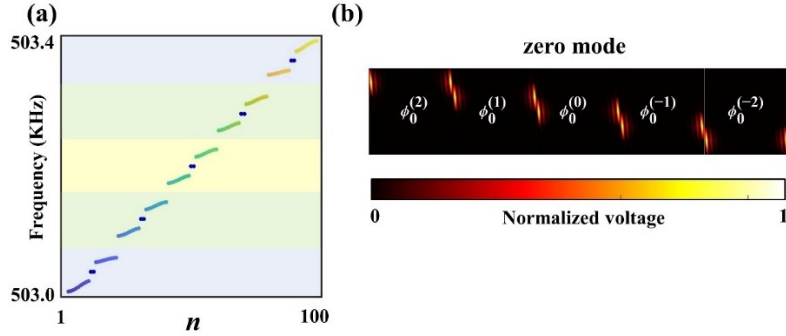 (a)
503.4
Frequency (KHz)
503.0
1
n
100
(b)
zero mode
ϕ₀⁽²⁾ ϕ₀⁽¹⁾ ϕ₀⁽⁰⁾ ϕ₀⁽⁻¹⁾ ϕ₀⁽⁻²⁾
0 Normalized voltage 1